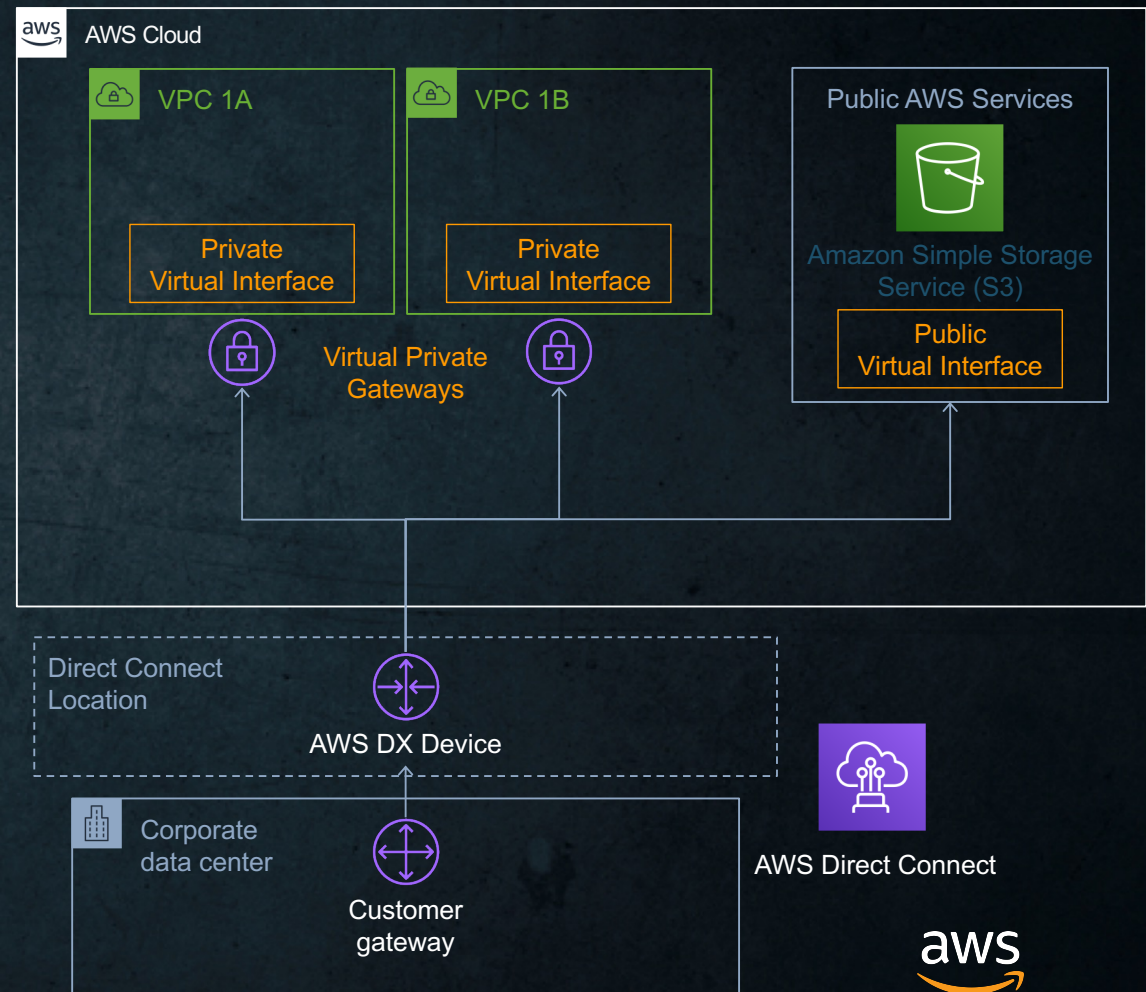 aws
AWS Cloud
VPC 1A
VPC 1B
Public AWS Services
Private
Virtual Interface
Private
Virtual Interface
Amazon Simple Storage
Service (S3)
Public
Virtual Interface
Virtual Private
Gateways
Direct Connect
Location
AWS DX Device
Corporate
data center
AWS Direct Connect
Customer
gateway
aws